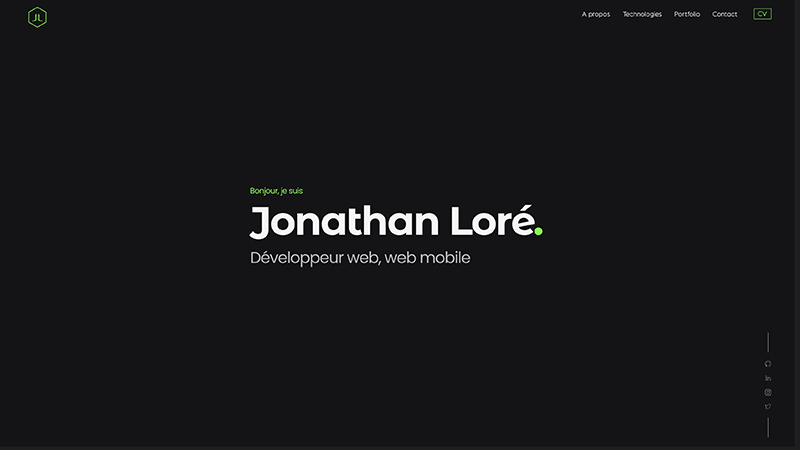 JL
A propos Technologies Portfolio Contact CV
Bonjour, je suis
Jonathan Loré.
Développeur web, web mobile
in